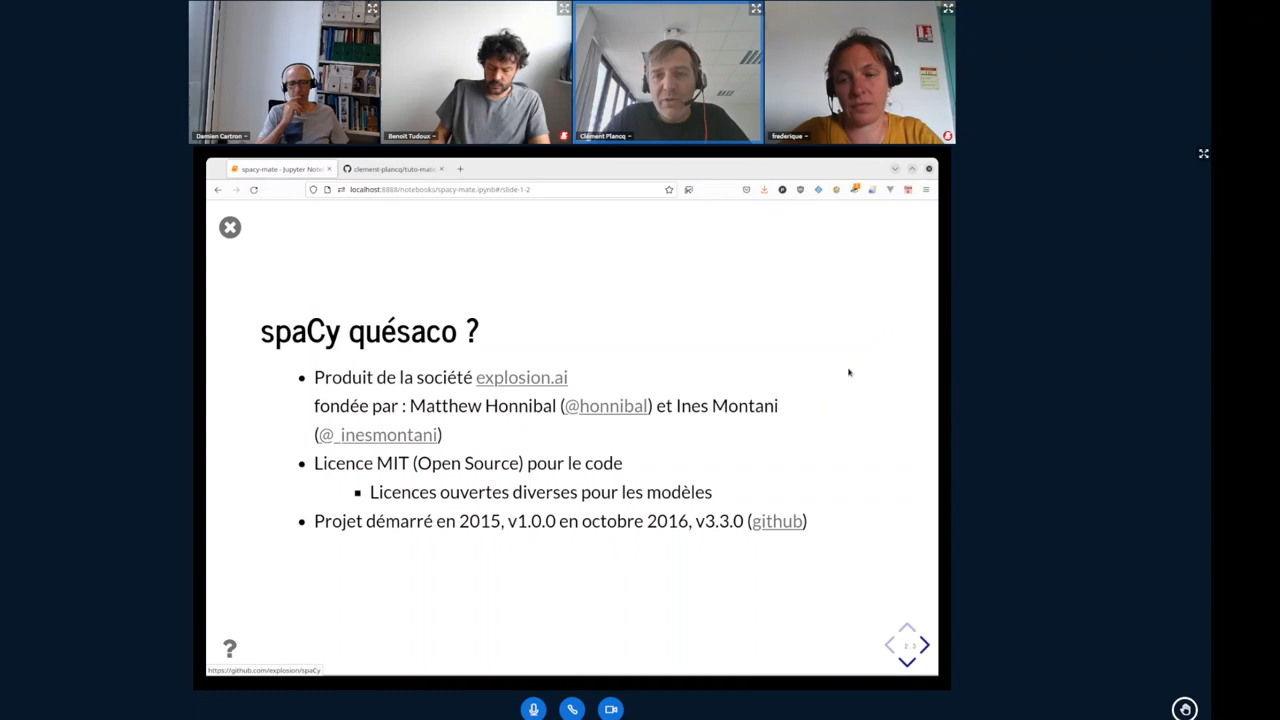 Damien Cartron
Benoit Tudoux
Clément Plancq
frederique
spacy-mate - Jupyter Note
clement-plancq/tuto-mate
localhost:8888/notebooks/spacy-mate.ipynb#/slide-1-2
spaCy quésaco ?
• Produit de la société explosion.ai
fondée par : Matthew Honnibal (@honnibal) et Ines Montani
(@_inesmontani)
• Licence MIT (Open Source) pour le code
▪ Licences ouvertes diverses pour les modèles
• Projet démarré en 2015, v1.0.0 en octobre 2016, v3.3.0 (github)
2 3
?
https://github.com/explosion/spaCy